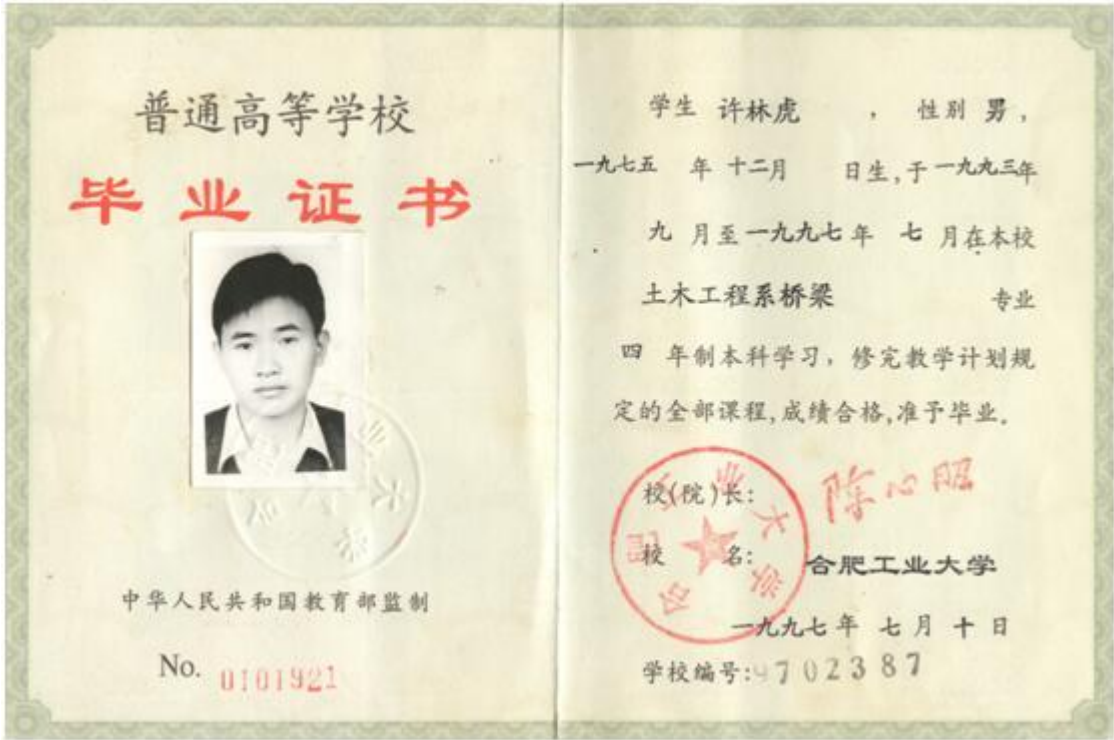 普通高等学校
毕业证书
中华人民共和国教育部监制
No. 0101921
学生 许林虎 , 性别 男,
一九七五 年 十二月 日生,于一九九三年
九 月至一九九七年 七 月在本校
土木工程系桥梁 专业
四 年制本科学习,修完教学计划规
定的全部课程,成绩合格,准予毕业.
校(院)长: 陈心昭
校 名: 合肥工业大学
一九九七年 七月 十 日
学校编号:9702387
合肥工业大学